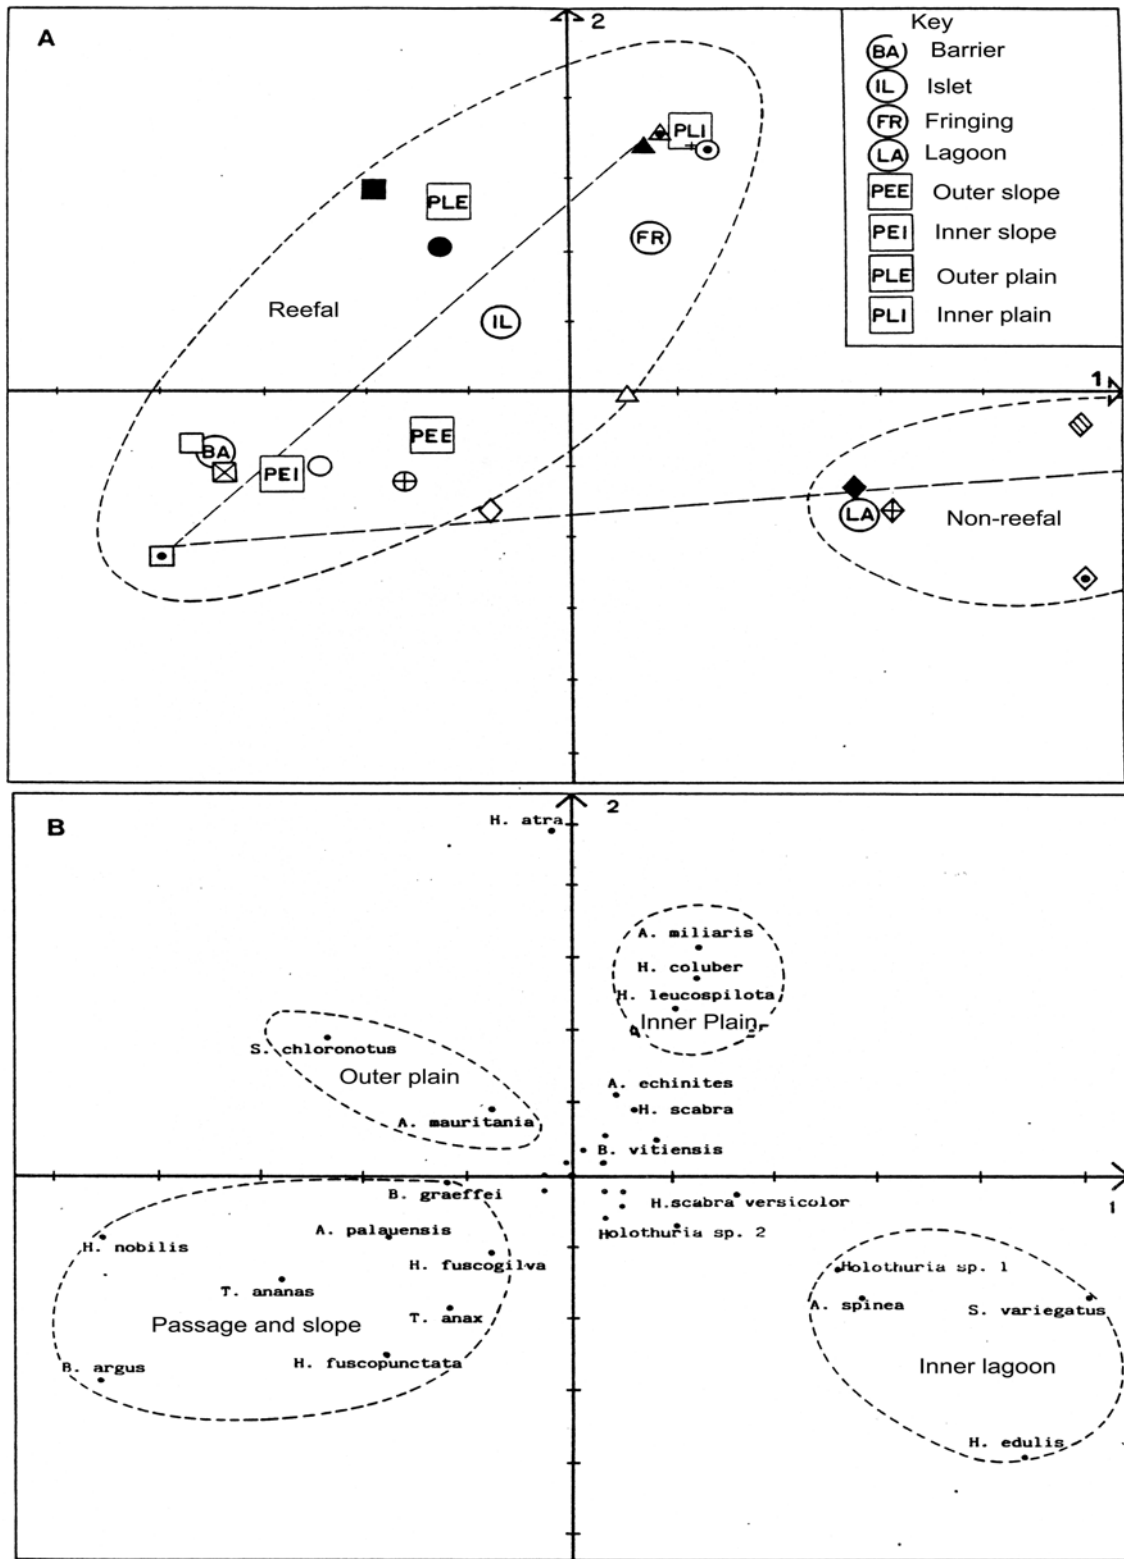 A
2
Key
BA Barrier
IL Islet
FR Fringing
LA Lagoon
PEE Outer slope
PEI Inner slope
PLE Outer plain
PLI Inner plain
PLI
PLE
FR
Reefal
IL
1
PEE
BA
PEI
LA
Non-reefal
B
2
H. atra
A. miliaris
H. coluber
H. leucospilota
Inner Plain
S. chloronotus
Outer plain
A. echinites
H. scabra
A. mauritania
B. vitiensis
B. graeffei
H.scabra versicolor
1
A. palauensis
Holothuria sp. 2
H. nobilis
H. fuscogilva
Holothuria sp. 1
T. ananas
A. spinea
S. variegatus
Passage and slope
T. anax
B. argus
H. fuscopunctata
Inner lagoon
H. edulis